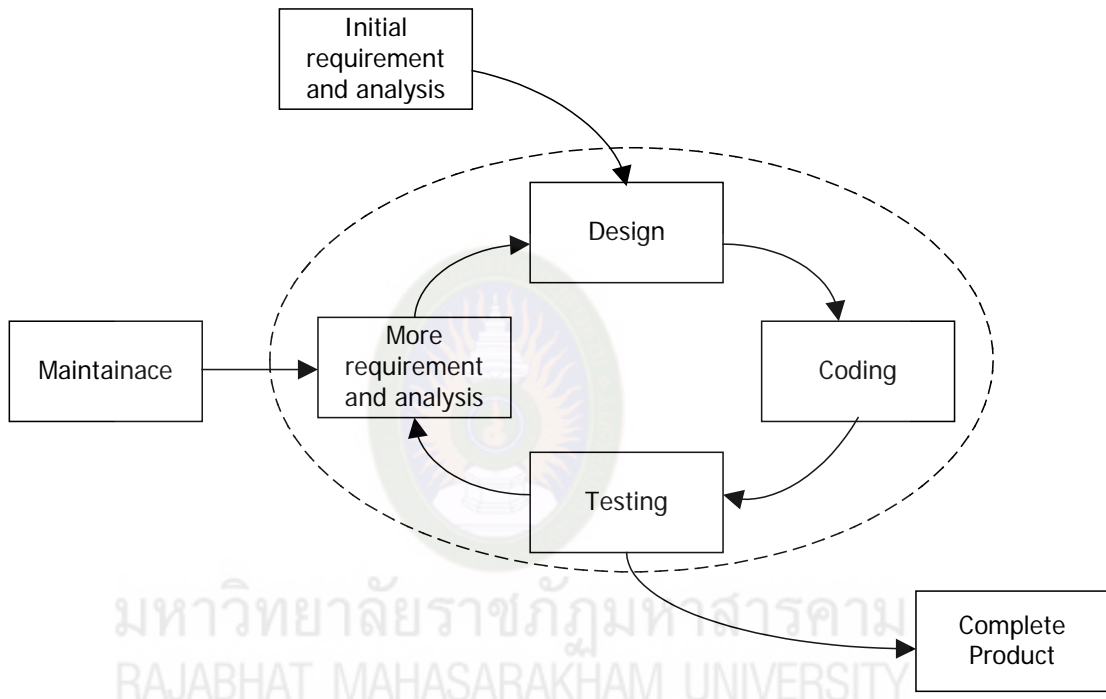 Initial
requirement
and analysis
Design
More
requirement
and analysis
Maintainace
Coding
Testing
Complete
Product
มหาวิทยาลัยราชภัฏมหาสารคาม
RAJABHAT MAHASARAKHAM UNIVERSITY